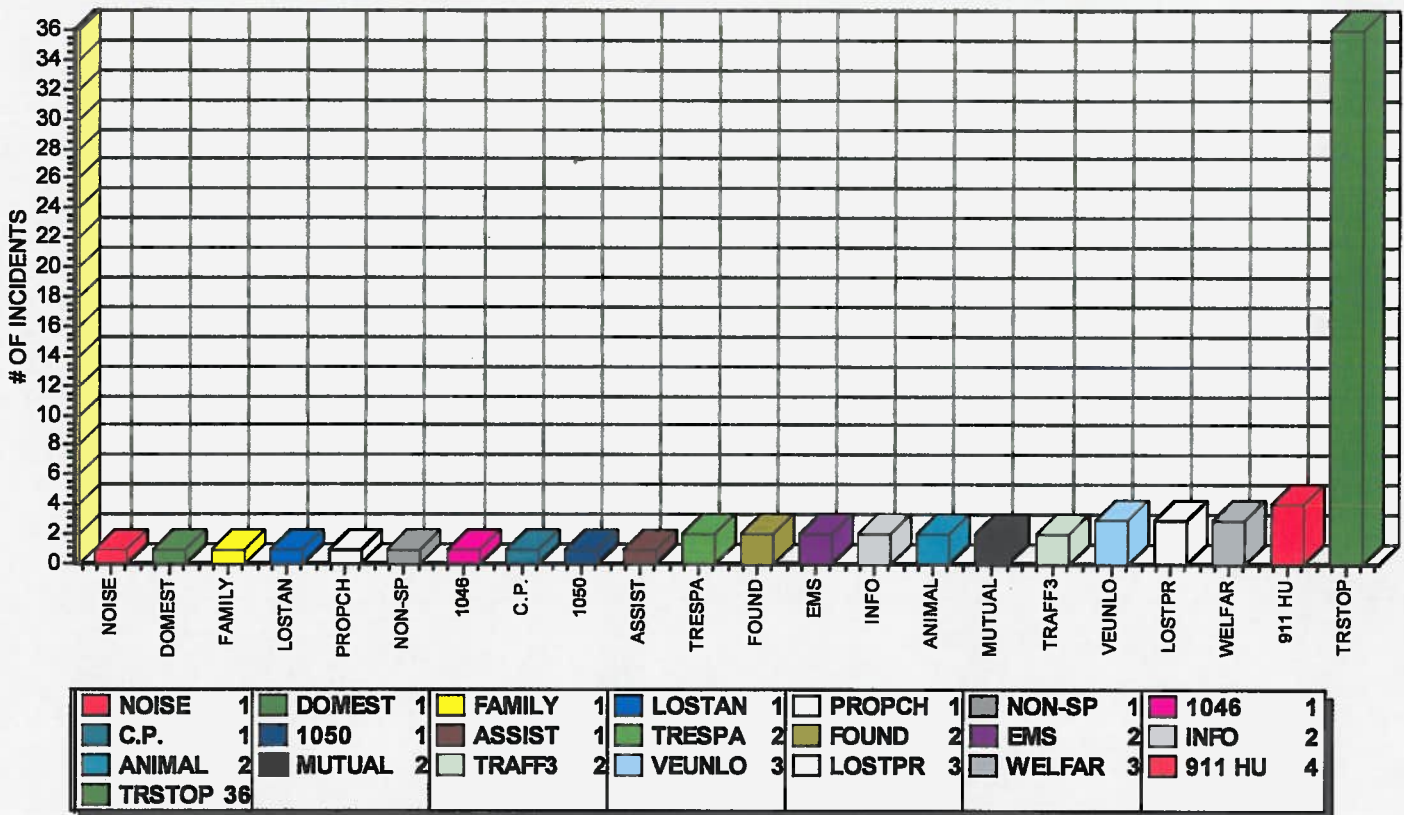 # OF INCIDENTS
36
34
32
30
28
26
24
22
20
18
16
14
12
10
8
6
4
2
0
NOISE
DOMEST
FAMILY
LOSTAN
PROPCH
NON-SP
1046
C.P.
1050
ASSIST
TRESPA
FOUND
EMS
INFO
ANIMAL
MUTUAL
TRAFF3
VEUNLO
LOSTPR
WELFAR
911 HU
TRSTOP
NOISE 1 DOMEST 1 FAMILY 1 LOSTAN 1 PROPCH 1 NON-SP 1 1046 1
C.P. 1 1050 1 ASSIST 1 TRESPA 2 FOUND 2 EMS 2 INFO 2
ANIMAL 2 MUTUAL 2 TRAFF3 2 VEUNLO 3 LOSTPR 3 WELFAR 3 911 HU 4
TRSTOP 36